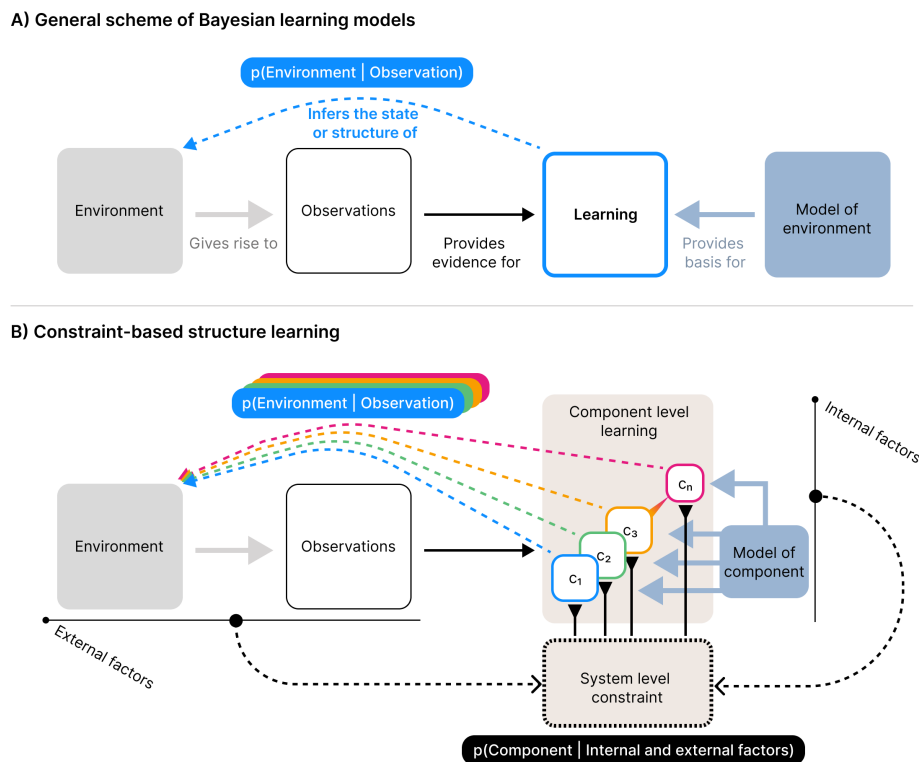 A) General scheme of Bayesian learning models
p(Environment | Observation)
Infers the state
or structure of
Environment
Gives rise to
Observations
Provides
evidence for
Learning
Provides
basis for
Model of
environment
B) Constraint-based structure learning
p(Environment | Observation)
Component level
learning
Internal factors
Environment
Observations
cn
c3
c2
c1
Model of
component
External factors
System level
constraint
p(Component | Internal and external factors)